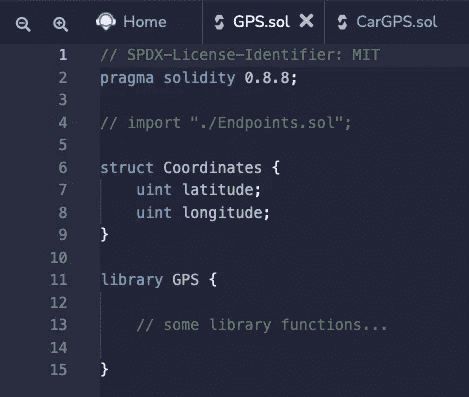 Home GPS.sol CarGPS.sol
1 // SPDX-License-Identifier: MIT
2 pragma solidity 0.8.8;
3
4 // import "./Endpoints.sol";
5
6 struct Coordinates {
7     uint latitude;
8     uint longitude;
9 }
10
11 library GPS {
12
13     // some library functions...
14
15 }